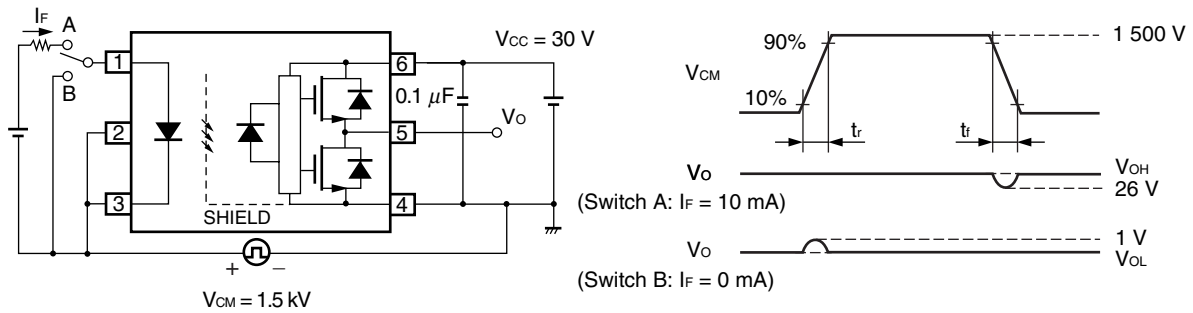 IF
A
B
1
2
3
SHIELD
6
5
4
VCC = 30 V
0.1 μF
VO
+ −
VCM = 1.5 kV
90%
10%
VCM
1 500 V
tr
tf
VO
(Switch A: IF = 10 mA)
VOH
26 V
VO
(Switch B: IF = 0 mA)
1 V
VOL